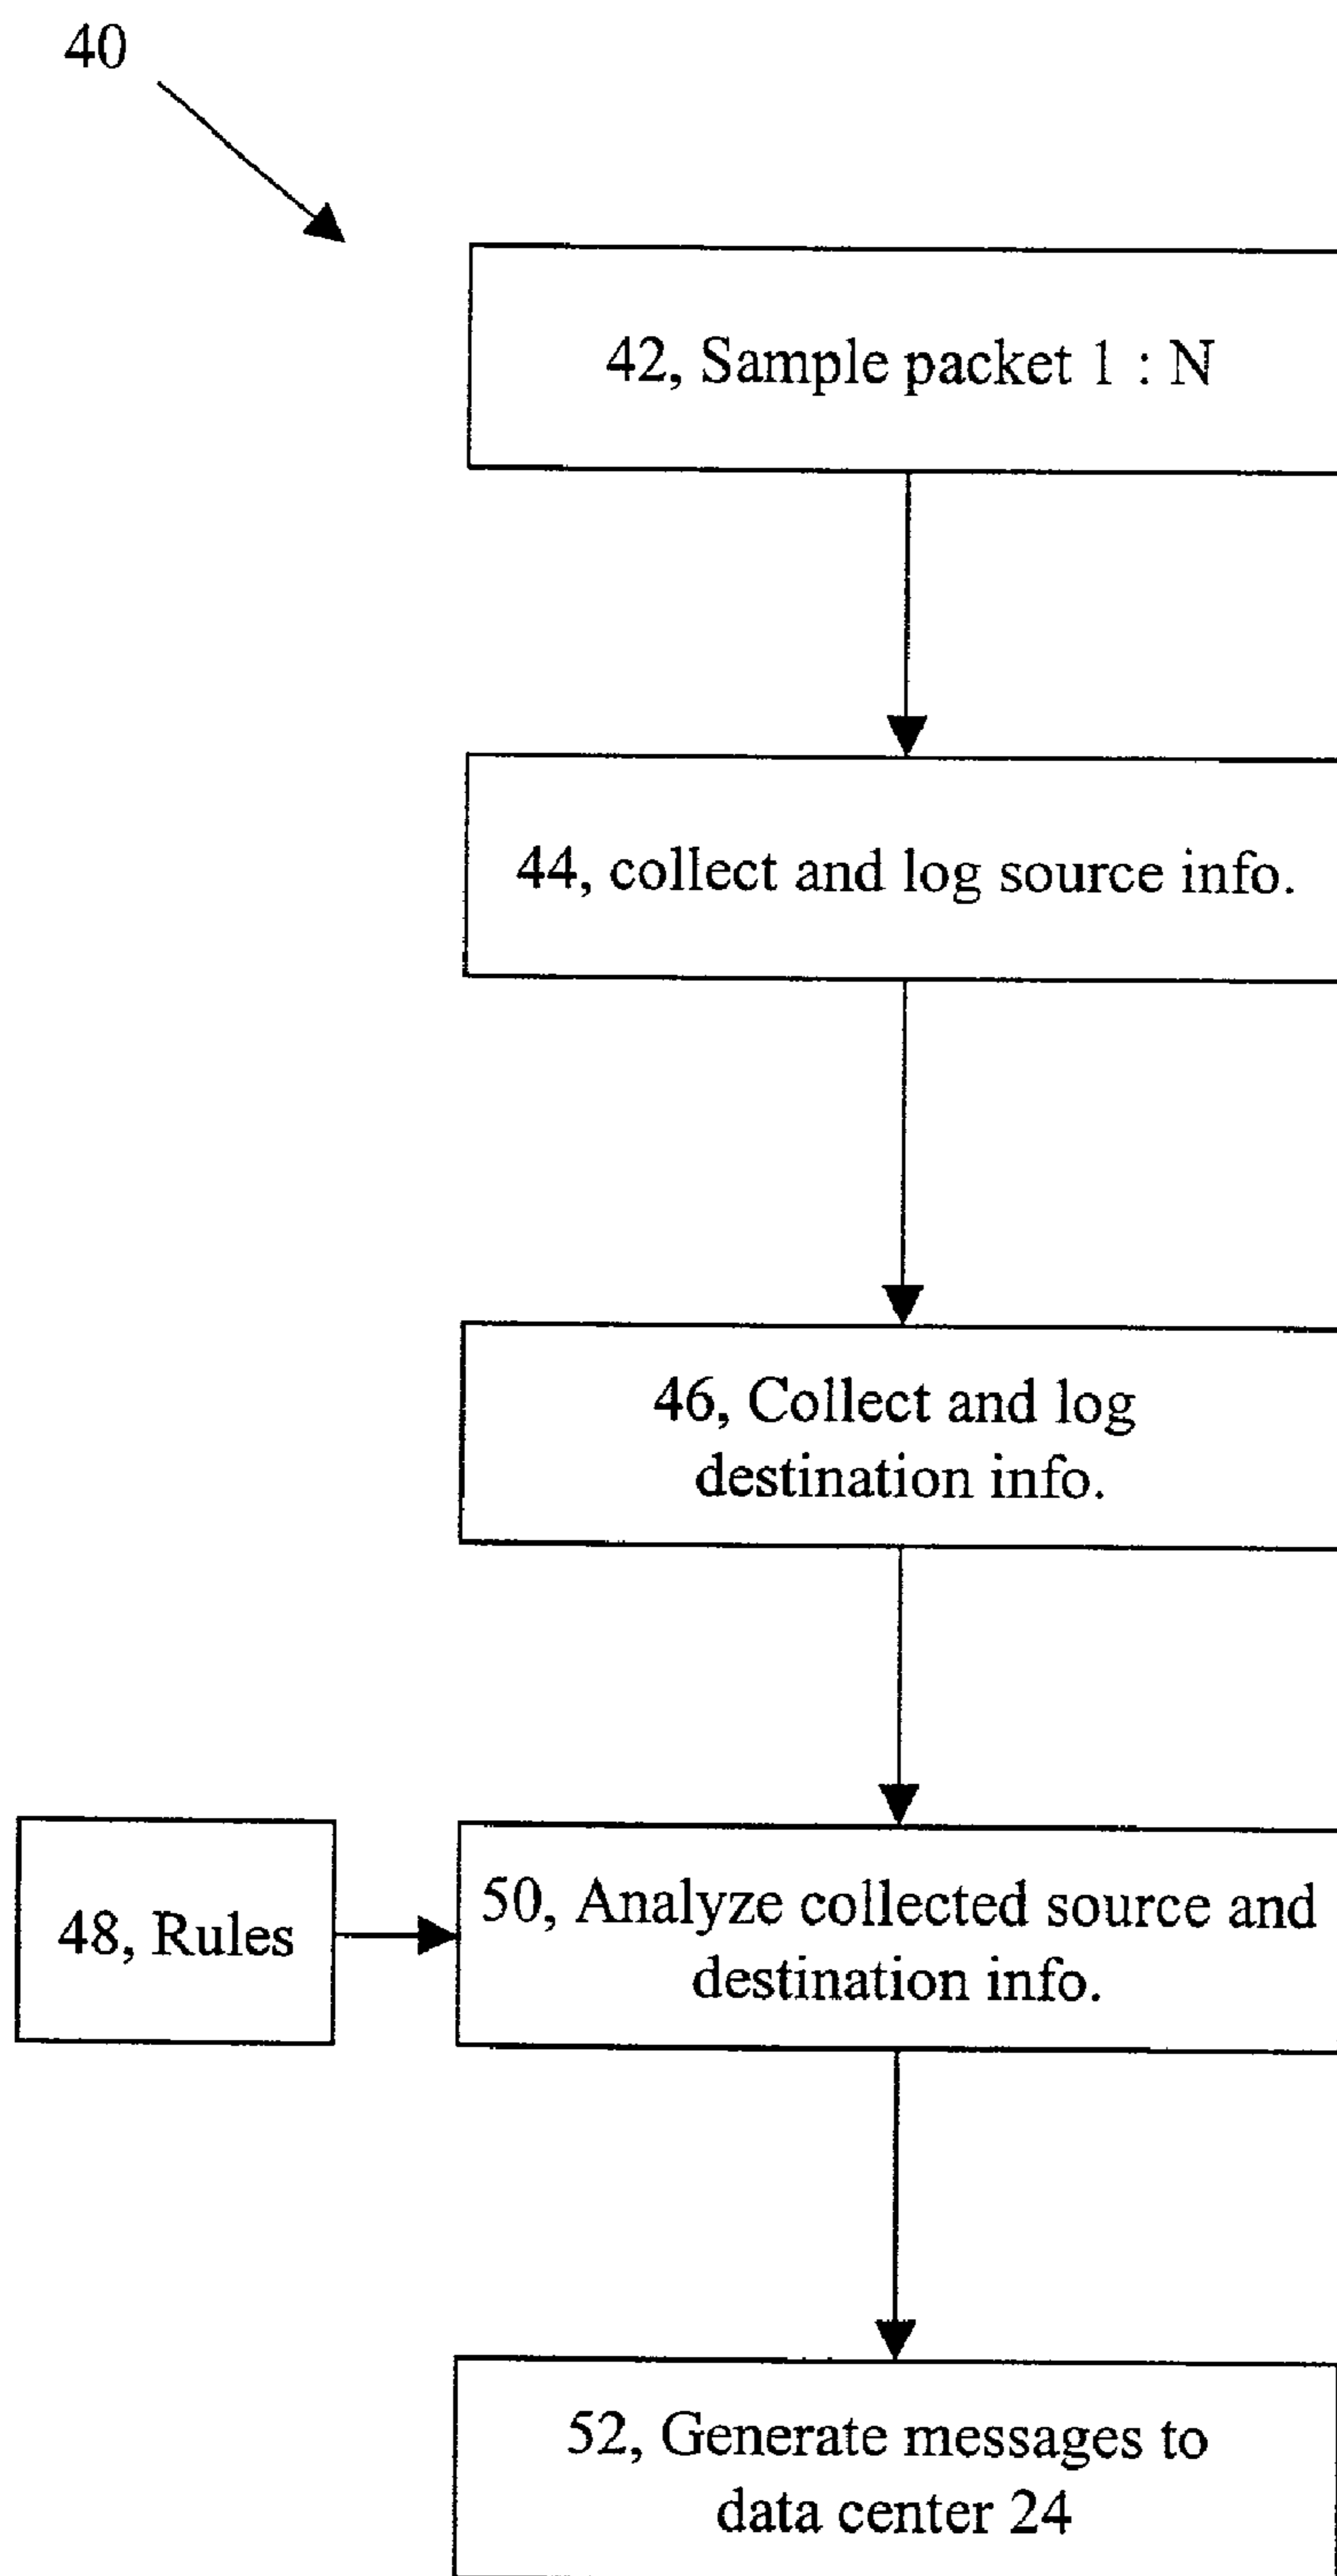 40
42, Sample packet 1 : N
44, collect and log source info.
46, Collect and log
destination info.
48, Rules
50, Analyze collected source and
destination info.
52, Generate messages to
data center 24